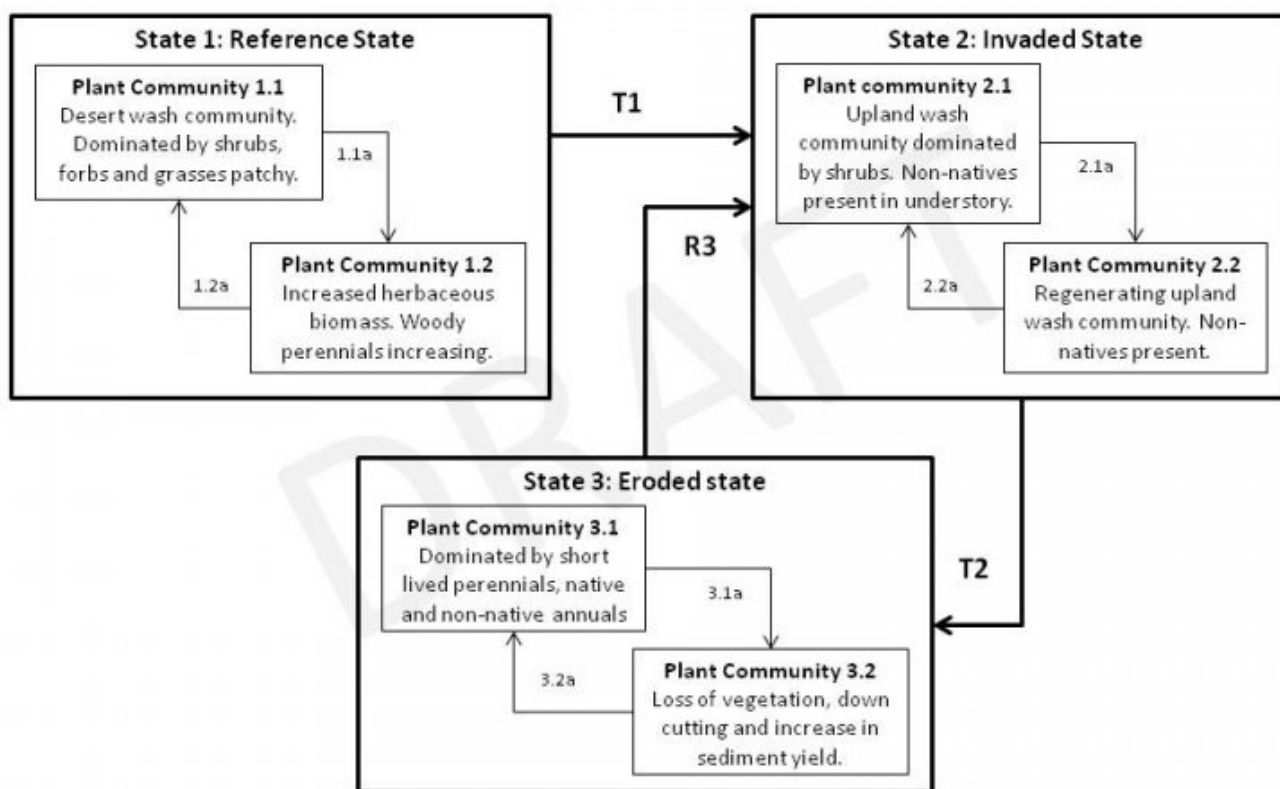 State 1: Reference State
Plant Community 1.1
Desert wash community.
Dominated by shrubs,
forbs and grasses patchy.
1.1a
1.2a
Plant Community 1.2
Increased herbaceous
biomass. Woody
perennials increasing.
T1
R3
State 2: Invaded State
Plant community 2.1
Upland wash
community dominated
by shrubs. Non-natives
present in understory.
2.1a
2.2a
Plant Community 2.2
Regenerating upland
wash community. Non-
natives present.
T2
State 3: Eroded state
Plant Community 3.1
Dominated by short
lived perennials, native
and non-native annuals
3.1a
3.2a
Plant Community 3.2
Loss of vegetation, down
cutting and increase in
sediment yield.
DRAFT